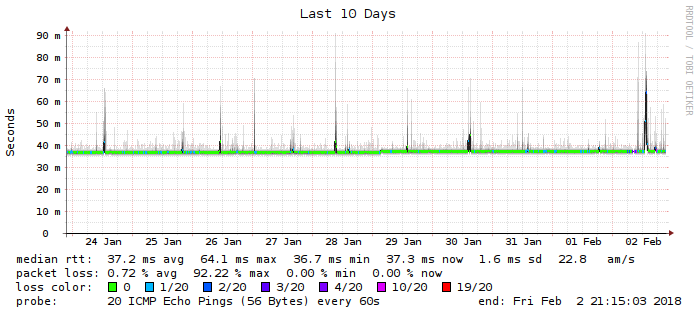 Last 10 Days
RRDTOOL / TOBI OETIKER
Seconds
90 m
80 m
70 m
60 m
50 m
40 m
30 m
20 m
10 m
0
24 Jan 25 Jan 26 Jan 27 Jan 28 Jan 29 Jan 30 Jan 31 Jan 01 Feb 02 Feb
median rtt: 37.2 ms avg 64.1 ms max 36.7 ms min 37.3 ms now 1.6 ms sd 22.8 am/s
packet loss: 0.72 % avg 92.22 % max 0.00 % min 0.00 % now
loss color: 0 1/20 2/20 3/20 4/20 10/20 19/20
probe: 20 ICMP Echo Pings (56 Bytes) every 60s end: Fri Feb 2 21:15:03 2018